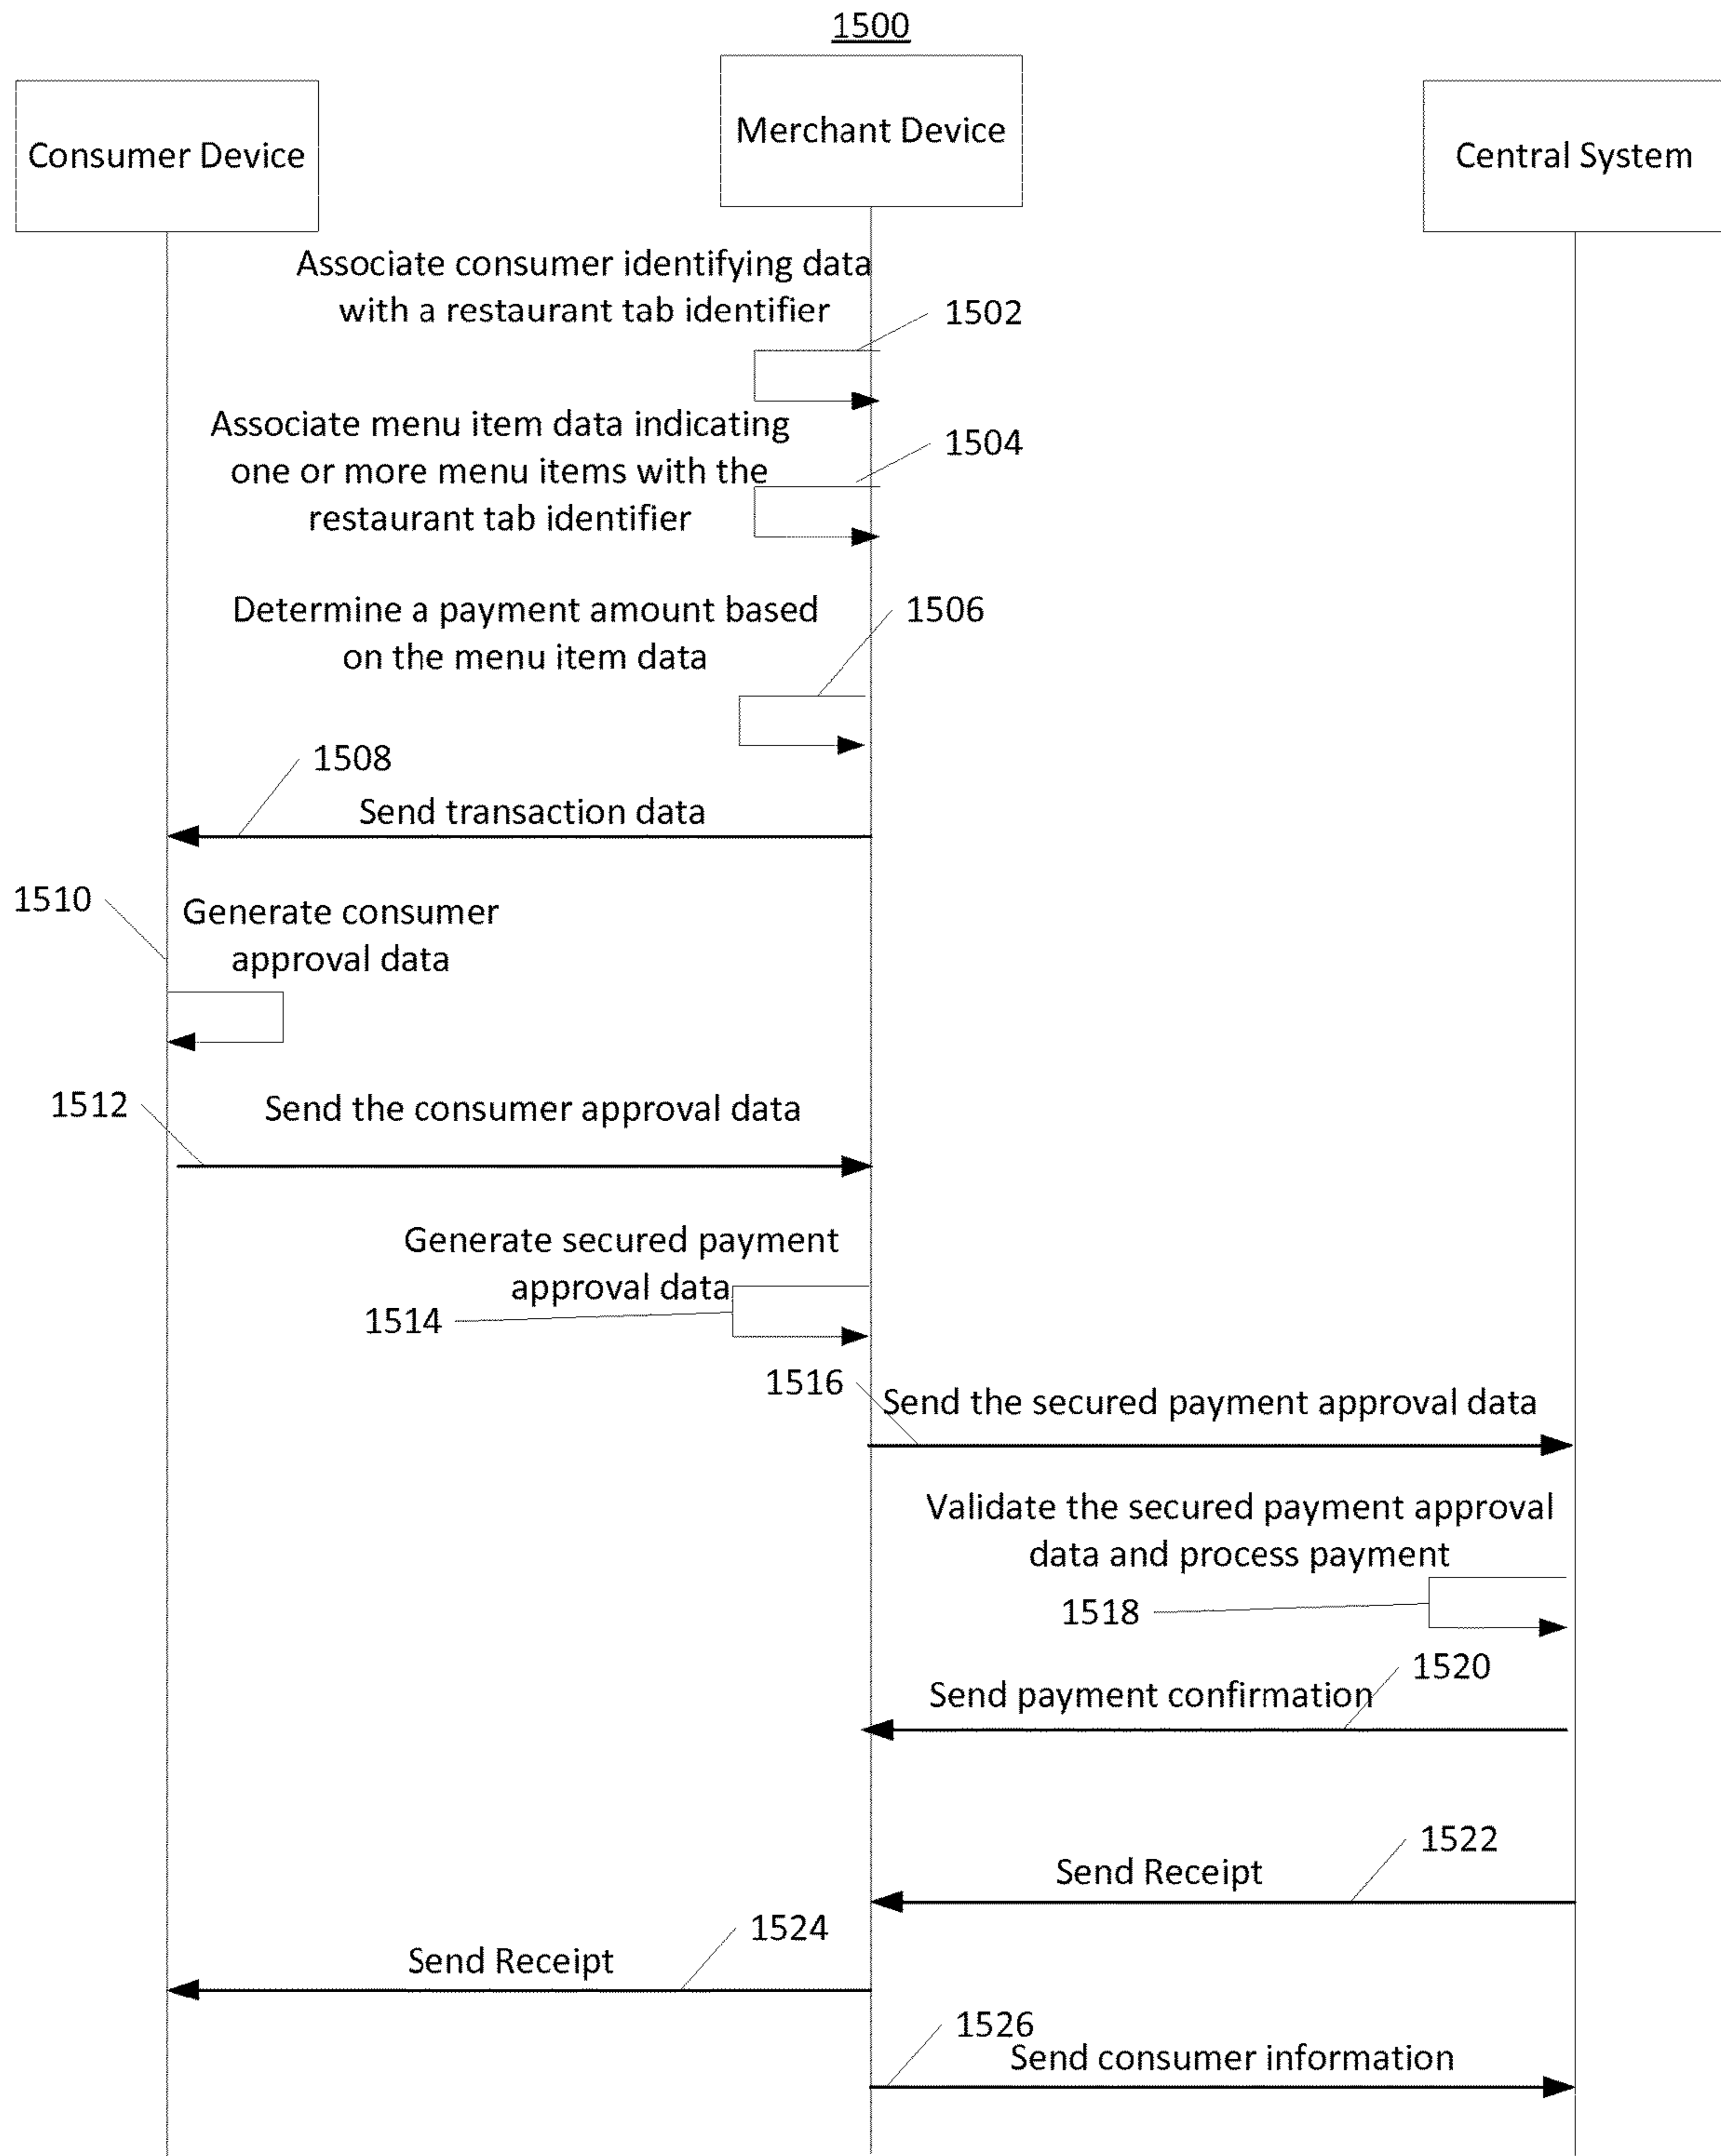 1500
Consumer Device
Merchant Device
Central System
Associate consumer identifying data
with a restaurant tab identifier
1502
Associate menu item data indicating
one or more menu items with the
restaurant tab identifier
1504
Determine a payment amount based
on the menu item data
1506
1508
Send transaction data
1510
Generate consumer
approval data
1512
Send the consumer approval data
Generate secured payment
approval data
1514
1516
Send the secured payment approval data
Validate the secured payment approval
data and process payment
1518
1520
Send payment confirmation
1522
Send Receipt
1524
Send Receipt
1526
Send consumer information